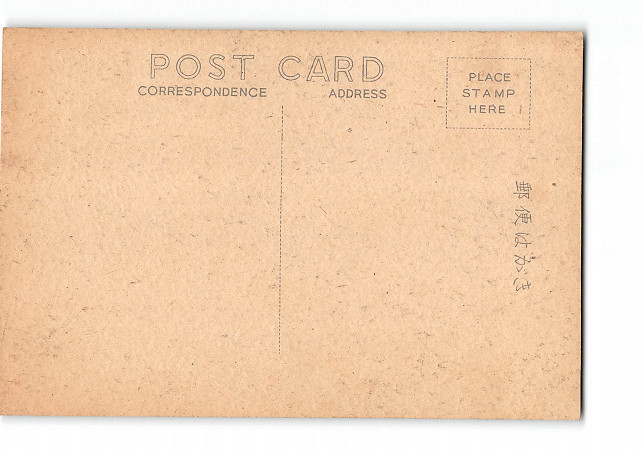 POST CARD
CORRESPONDENCE ADDRESS
PLACE
STAMP
HERE
郵便はがき